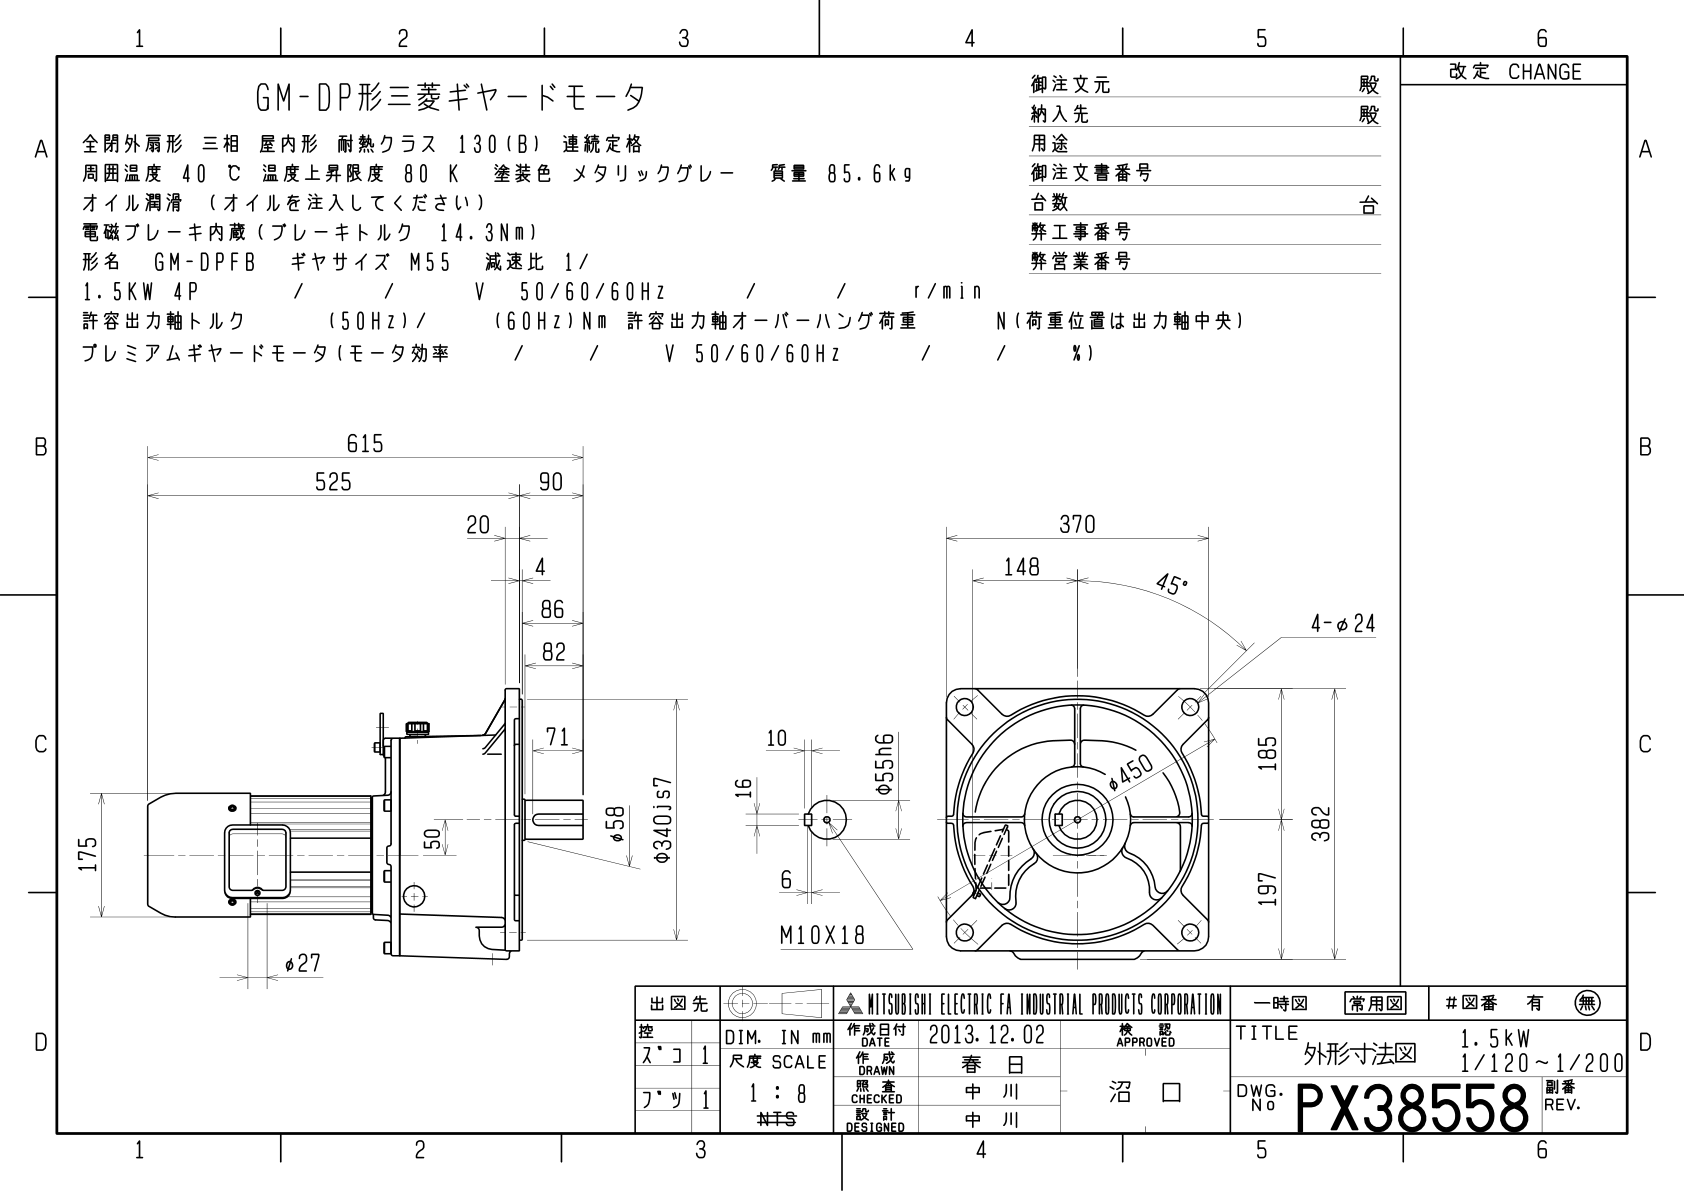 1 2 3 4 5 6
改定 CHANGE
GM-DP形三菱ギヤードモータ
全閉外扇形 三相 屋内形 耐熱クラス 130(B) 連続定格
周囲温度 40 ℃ 温度上昇限度 80 K 塗装色 メタリックグレー 質量 85.6kg
オイル潤滑 (オイルを注入してください)
電磁ブレーキ内蔵(ブレーキトルク 14.3Nm)
形名 GM-DPFB ギヤサイズ M55 減速比 1/
1.5KW 4P / / V 50/60/60Hz / / r/min
許容出力軸トルク (50Hz)/ (60Hz)Nm 許容出力軸オーバーハング荷重 N(荷重位置は出力軸中央)
プレミアムギヤードモータ(モータ効率 / / V 50/60/60Hz / / %)
御注文元 殿
納入先 殿
用途
御注文書番号
台数 台
弊工事番号
弊営業番号
A A
B B
C C
D D
615
525 90
20
4
86
82
71
50
175
φ27
φ58
Φ340js7
10
16
6
Φ55h6
M10X18
370
148
45°
4-φ24
φ450
185
197
382
出図先
控
ズコ 1
ブツ 1
DIM. IN mm
尺度 SCALE
1 : 8
NTS
MITSUBISHI ELECTRIC FA INDUSTRIAL PRODUCTS CORPORATION
作成日付 DATE 2013.12.02
作成 DRAWN 春日
照査 CHECKED 中川
設計 DESIGNED 中川
検認 APPROVED
沼口
一時図 常用図 #図番 有 無
TITLE
外形寸法図
1.5kW
1/120~1/200
DWG. No PX38558
副番 REV.
1 2 3 4 5 6